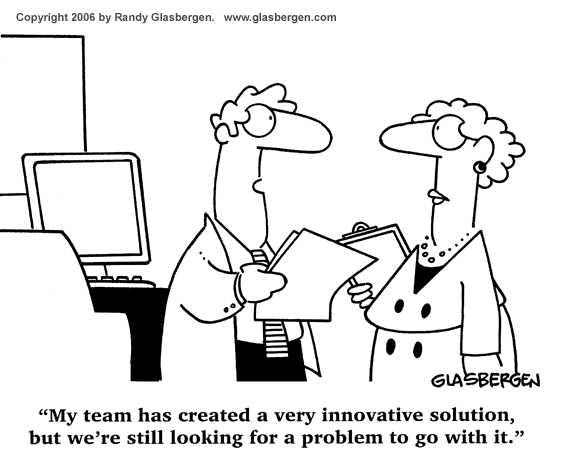 Copyright 2006 by Randy Glasbergen.   www.glasbergen.com
GLASBERGEN
“My team has created a very innovative solution,
but we’re still looking for a problem to go with it.”